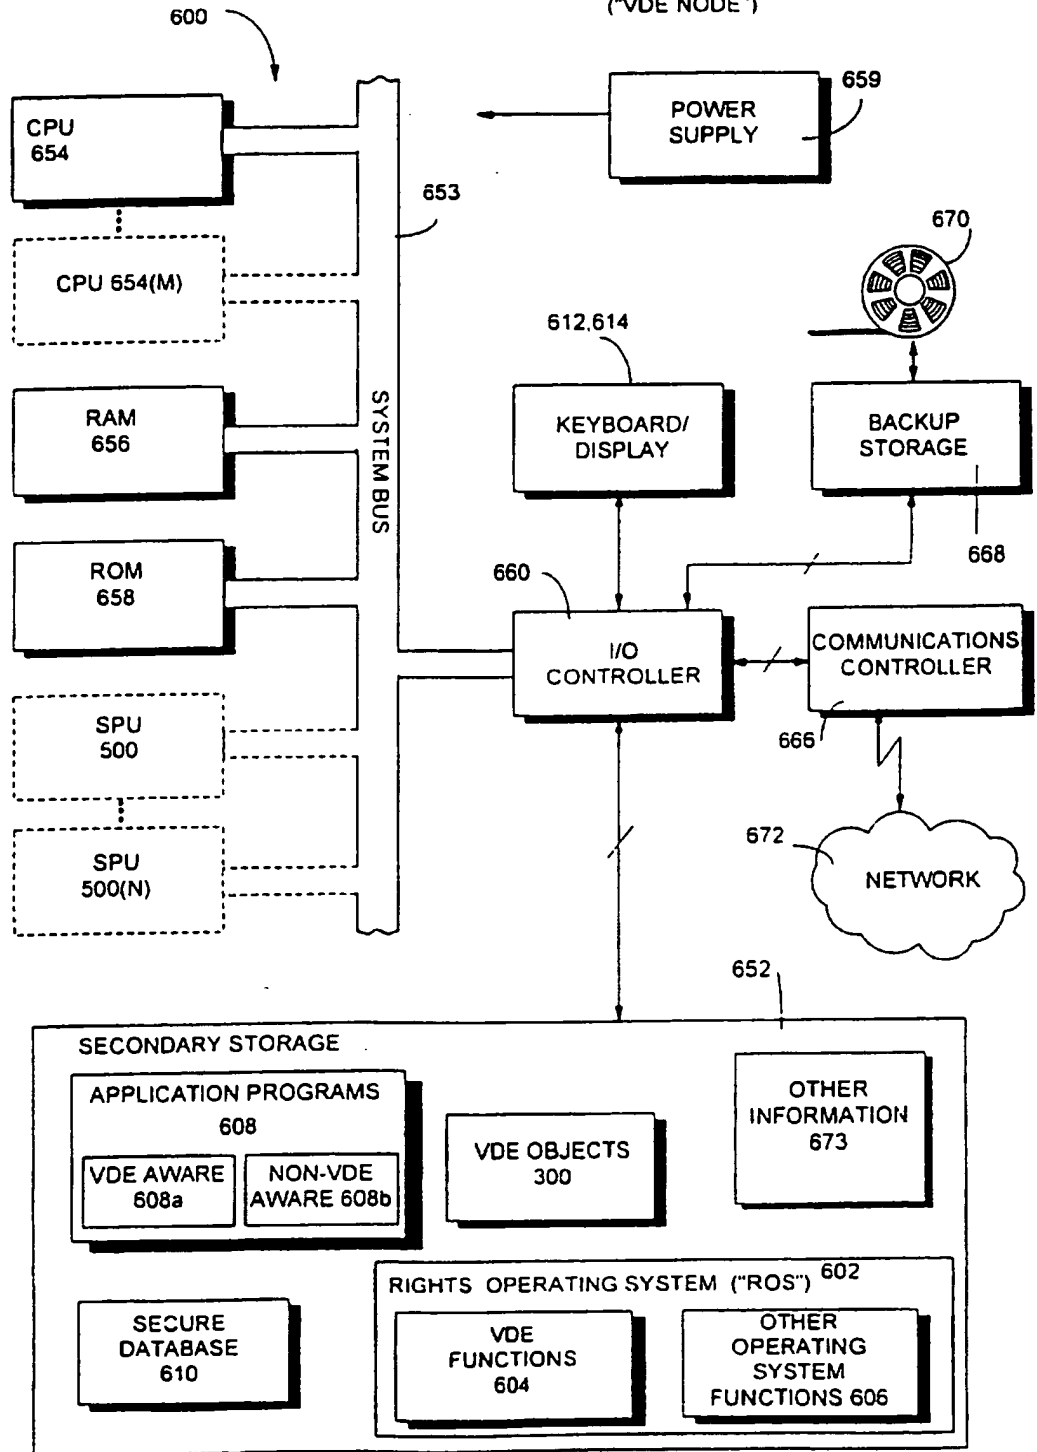 ("VDE NODE")
600
CPU
654
POWER
SUPPLY
659
653
670
CPU 654(M)
612,614
RAM
656
SYSTEM BUS
KEYBOARD/
DISPLAY
BACKUP
STORAGE
668
ROM
658
660
I/O
CONTROLLER
COMMUNICATIONS
CONTROLLER
666
SPU
500
672
NETWORK
SPU
500(N)
652
SECONDARY STORAGE
APPLICATION PROGRAMS
608
VDE AWARE
608a
NON-VDE
AWARE 608b
VDE OBJECTS
300
OTHER
INFORMATION
673
RIGHTS OPERATING SYSTEM ("ROS") 602
SECURE
DATABASE
610
VDE
FUNCTIONS
604
OTHER
OPERATING
SYSTEM
FUNCTIONS 606